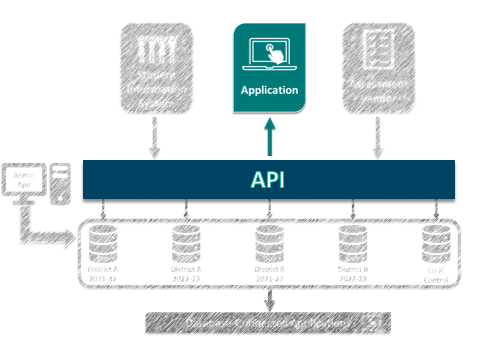 Student
Information
System
Application
Assessment
Vendor
API
Admin
App
District A
2021-22
District A
2022-23
District B
2021-22
District B
2022-23
Ed-Fi
Control
Database Connected Applications